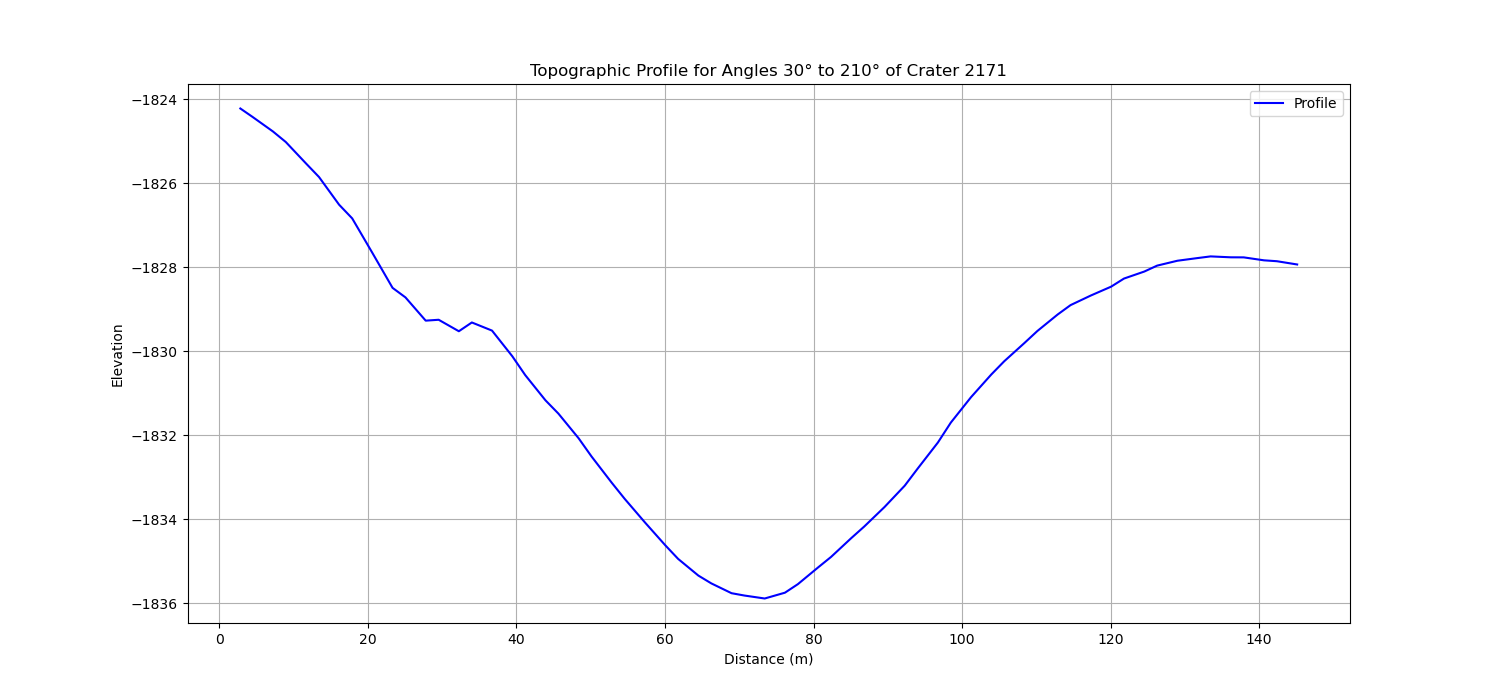 Topographic Profile for Angles 30° to 210° of Crater 2171
Profile
Elevation
−1824
−1826
−1828
−1830
−1832
−1834
−1836
0 20 40 60 80 100 120 140
Distance (m)